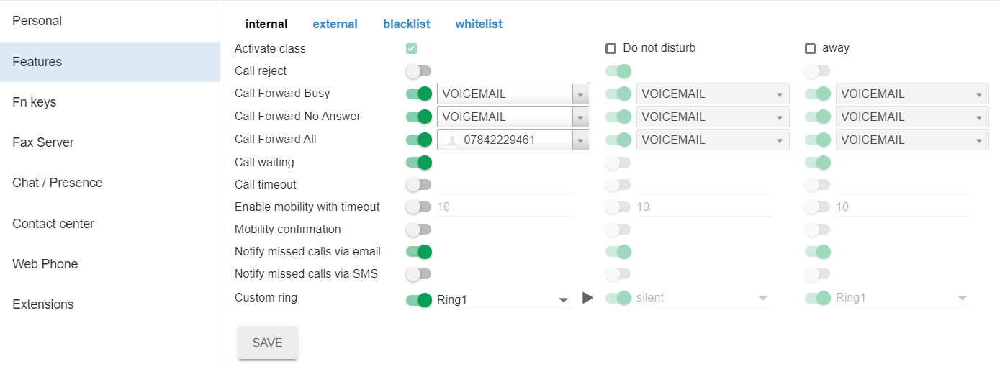 Personal
Features
Fn keys
Fax Server
Chat / Presence
Contact center
Web Phone
Extensions
internal external blacklist whitelist
Activate class Do not disturb away
Call reject
Call Forward Busy VOICEMAIL VOICEMAIL VOICEMAIL
Call Forward No Answer VOICEMAIL VOICEMAIL VOICEMAIL
Call Forward All 07842229461 VOICEMAIL VOICEMAIL
Call waiting
Call timeout
Enable mobility with timeout 10 10 10
Mobility confirmation
Notify missed calls via email
Notify missed calls via SMS
Custom ring Ring1 silent Ring1
SAVE